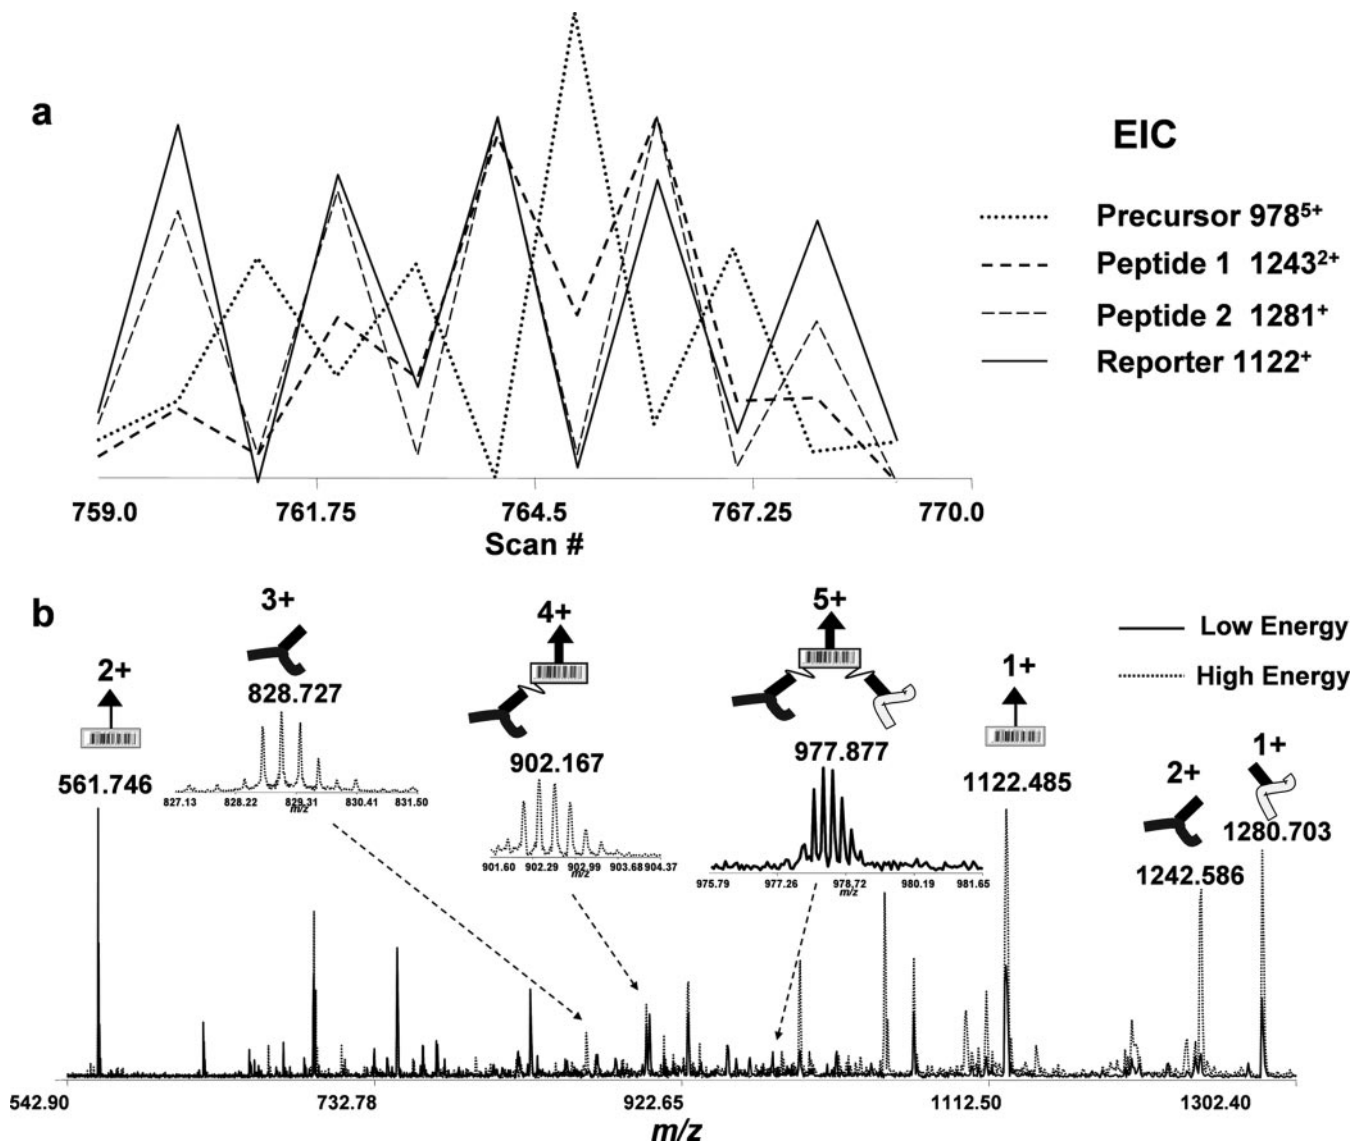 a
EIC
Precursor 978⁵⁺
Peptide 1 1243²⁺
Peptide 2 1281⁺
Reporter 1122⁺
759.0 761.75 764.5 767.25 770.0
Scan #
b
Low Energy
High Energy
2+
561.746
3+
828.727
827.13 828.22 829.31 830.41 831.50
m/z
4+
902.167
901.60 902.29 902.99 903.68 904.37
m/z
5+
977.877
975.79 977.26 978.72 980.19 981.65
m/z
1+
1122.485
2+
1242.586
1+
1280.703
542.90 732.78 922.65 1112.50 1302.40
m/z